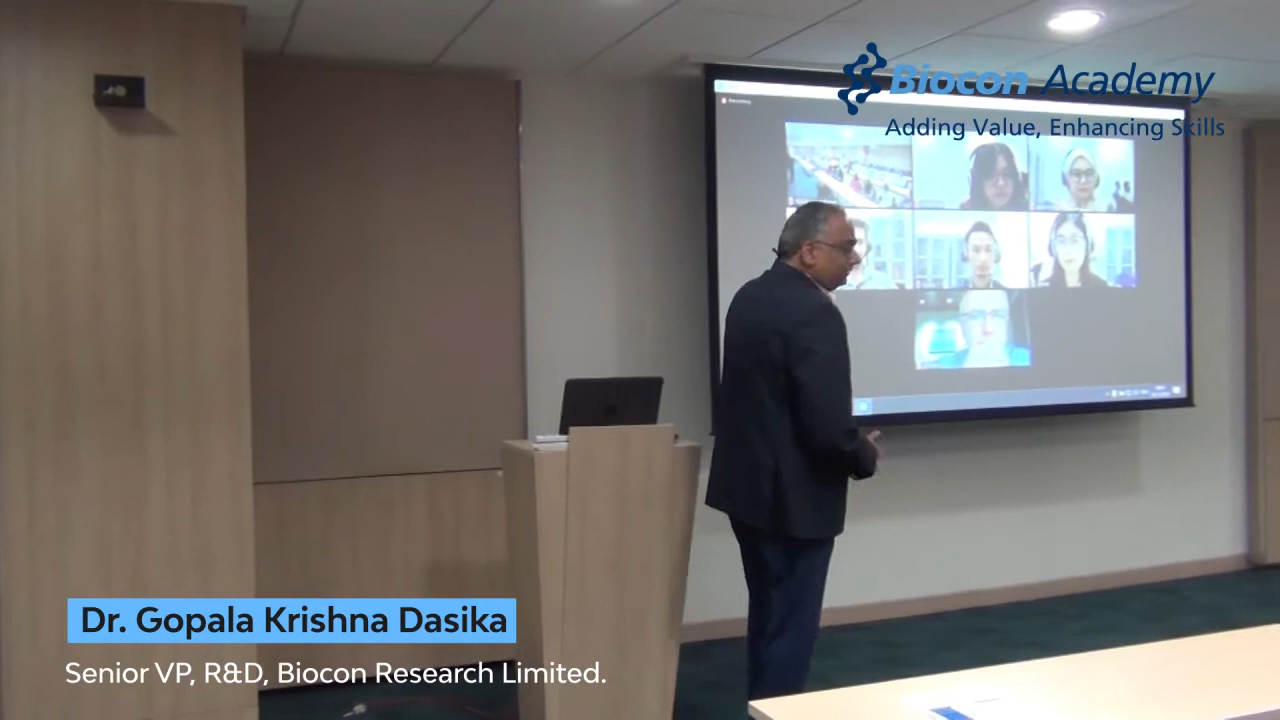 Biocon Academy
Adding Value, Enhancing Skills
Dr. Gopala Krishna Dasika
Senior VP, R&D, Biocon Research Limited.